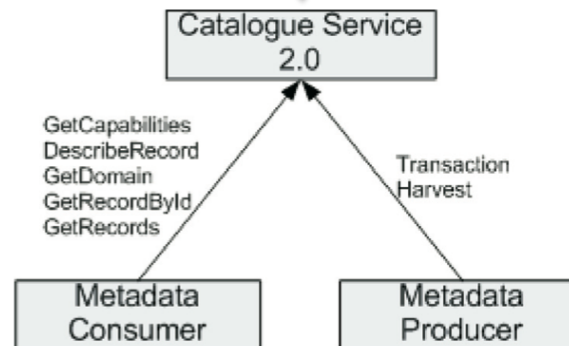 Catalogue Service
2.0
GetCapabilities
DescribeRecord
GetDomain
GetRecordById
GetRecords
Transaction
Harvest
Metadata
Consumer
Metadata
Producer